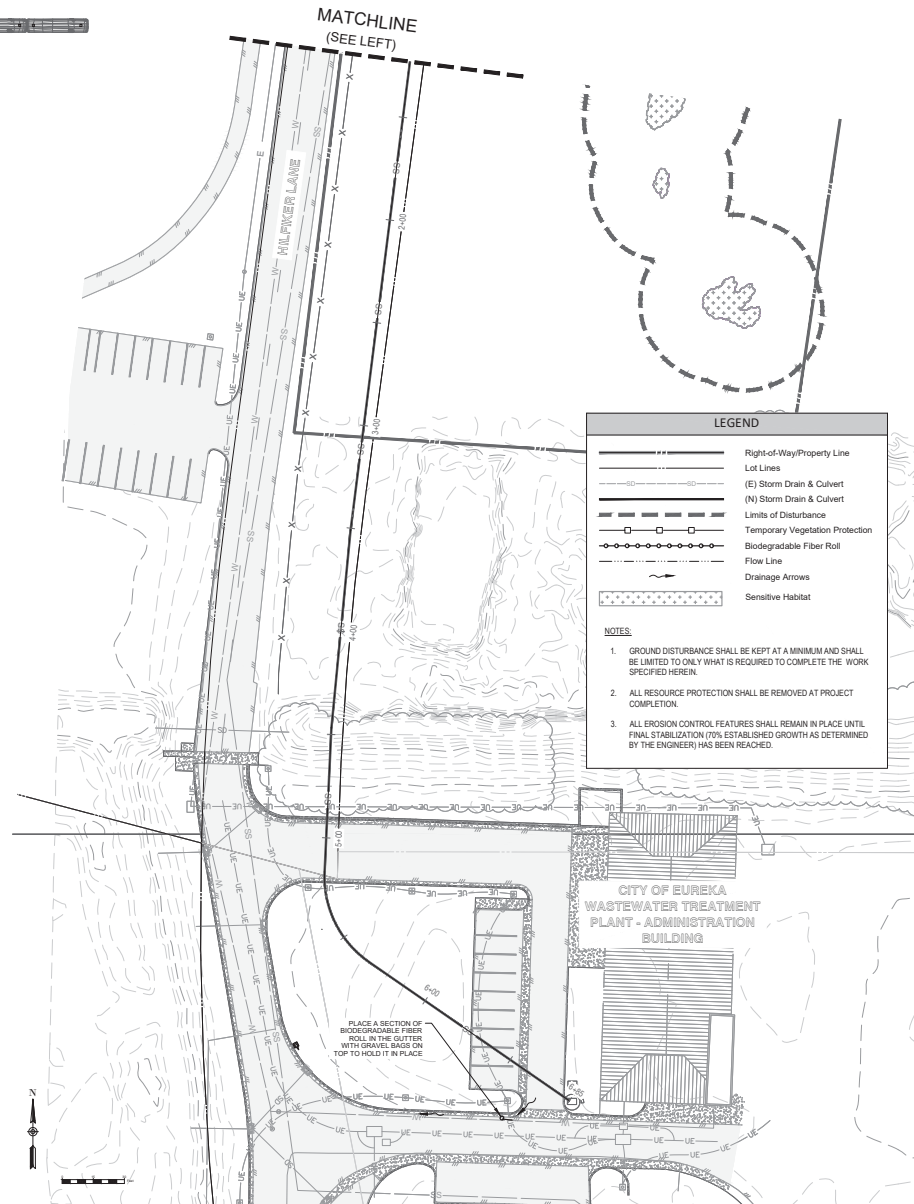 MATCHLINE
(SEE LEFT)
HILFIKER LANE
2+00
3+00
4+00
5+00
6+00
LEGEND
Right-of-Way/Property Line
Lot Lines
(E) Storm Drain & Culvert
(N) Storm Drain & Culvert
Limits of Disturbance
Temporary Vegetation Protection
Biodegradable Fiber Roll
Flow Line
Drainage Arrows
Sensitive Habitat
NOTES:
1. GROUND DISTURBANCE SHALL BE KEPT AT A MINIMUM AND SHALL
BE LIMITED TO ONLY WHAT IS REQUIRED TO COMPLETE THE WORK
SPECIFIED HEREIN.
2. ALL RESOURCE PROTECTION SHALL BE REMOVED AT PROJECT
COMPLETION.
3. ALL EROSION CONTROL FEATURES SHALL REMAIN IN PLACE UNTIL
FINAL STABILIZATION (70% ESTABLISHED GROWTH AS DETERMINED
BY THE ENGINEER) HAS BEEN REACHED.
CITY OF EUREKA
WASTEWATER TREATMENT
PLANT - ADMINISTRATION
BUILDING
PLACE A SECTION OF
BIODEGRADABLE FIBER
ROLL IN THE GUTTER
WITH GRAVEL BAGS ON
TOP TO HOLD IT IN PLACE
6+85
N